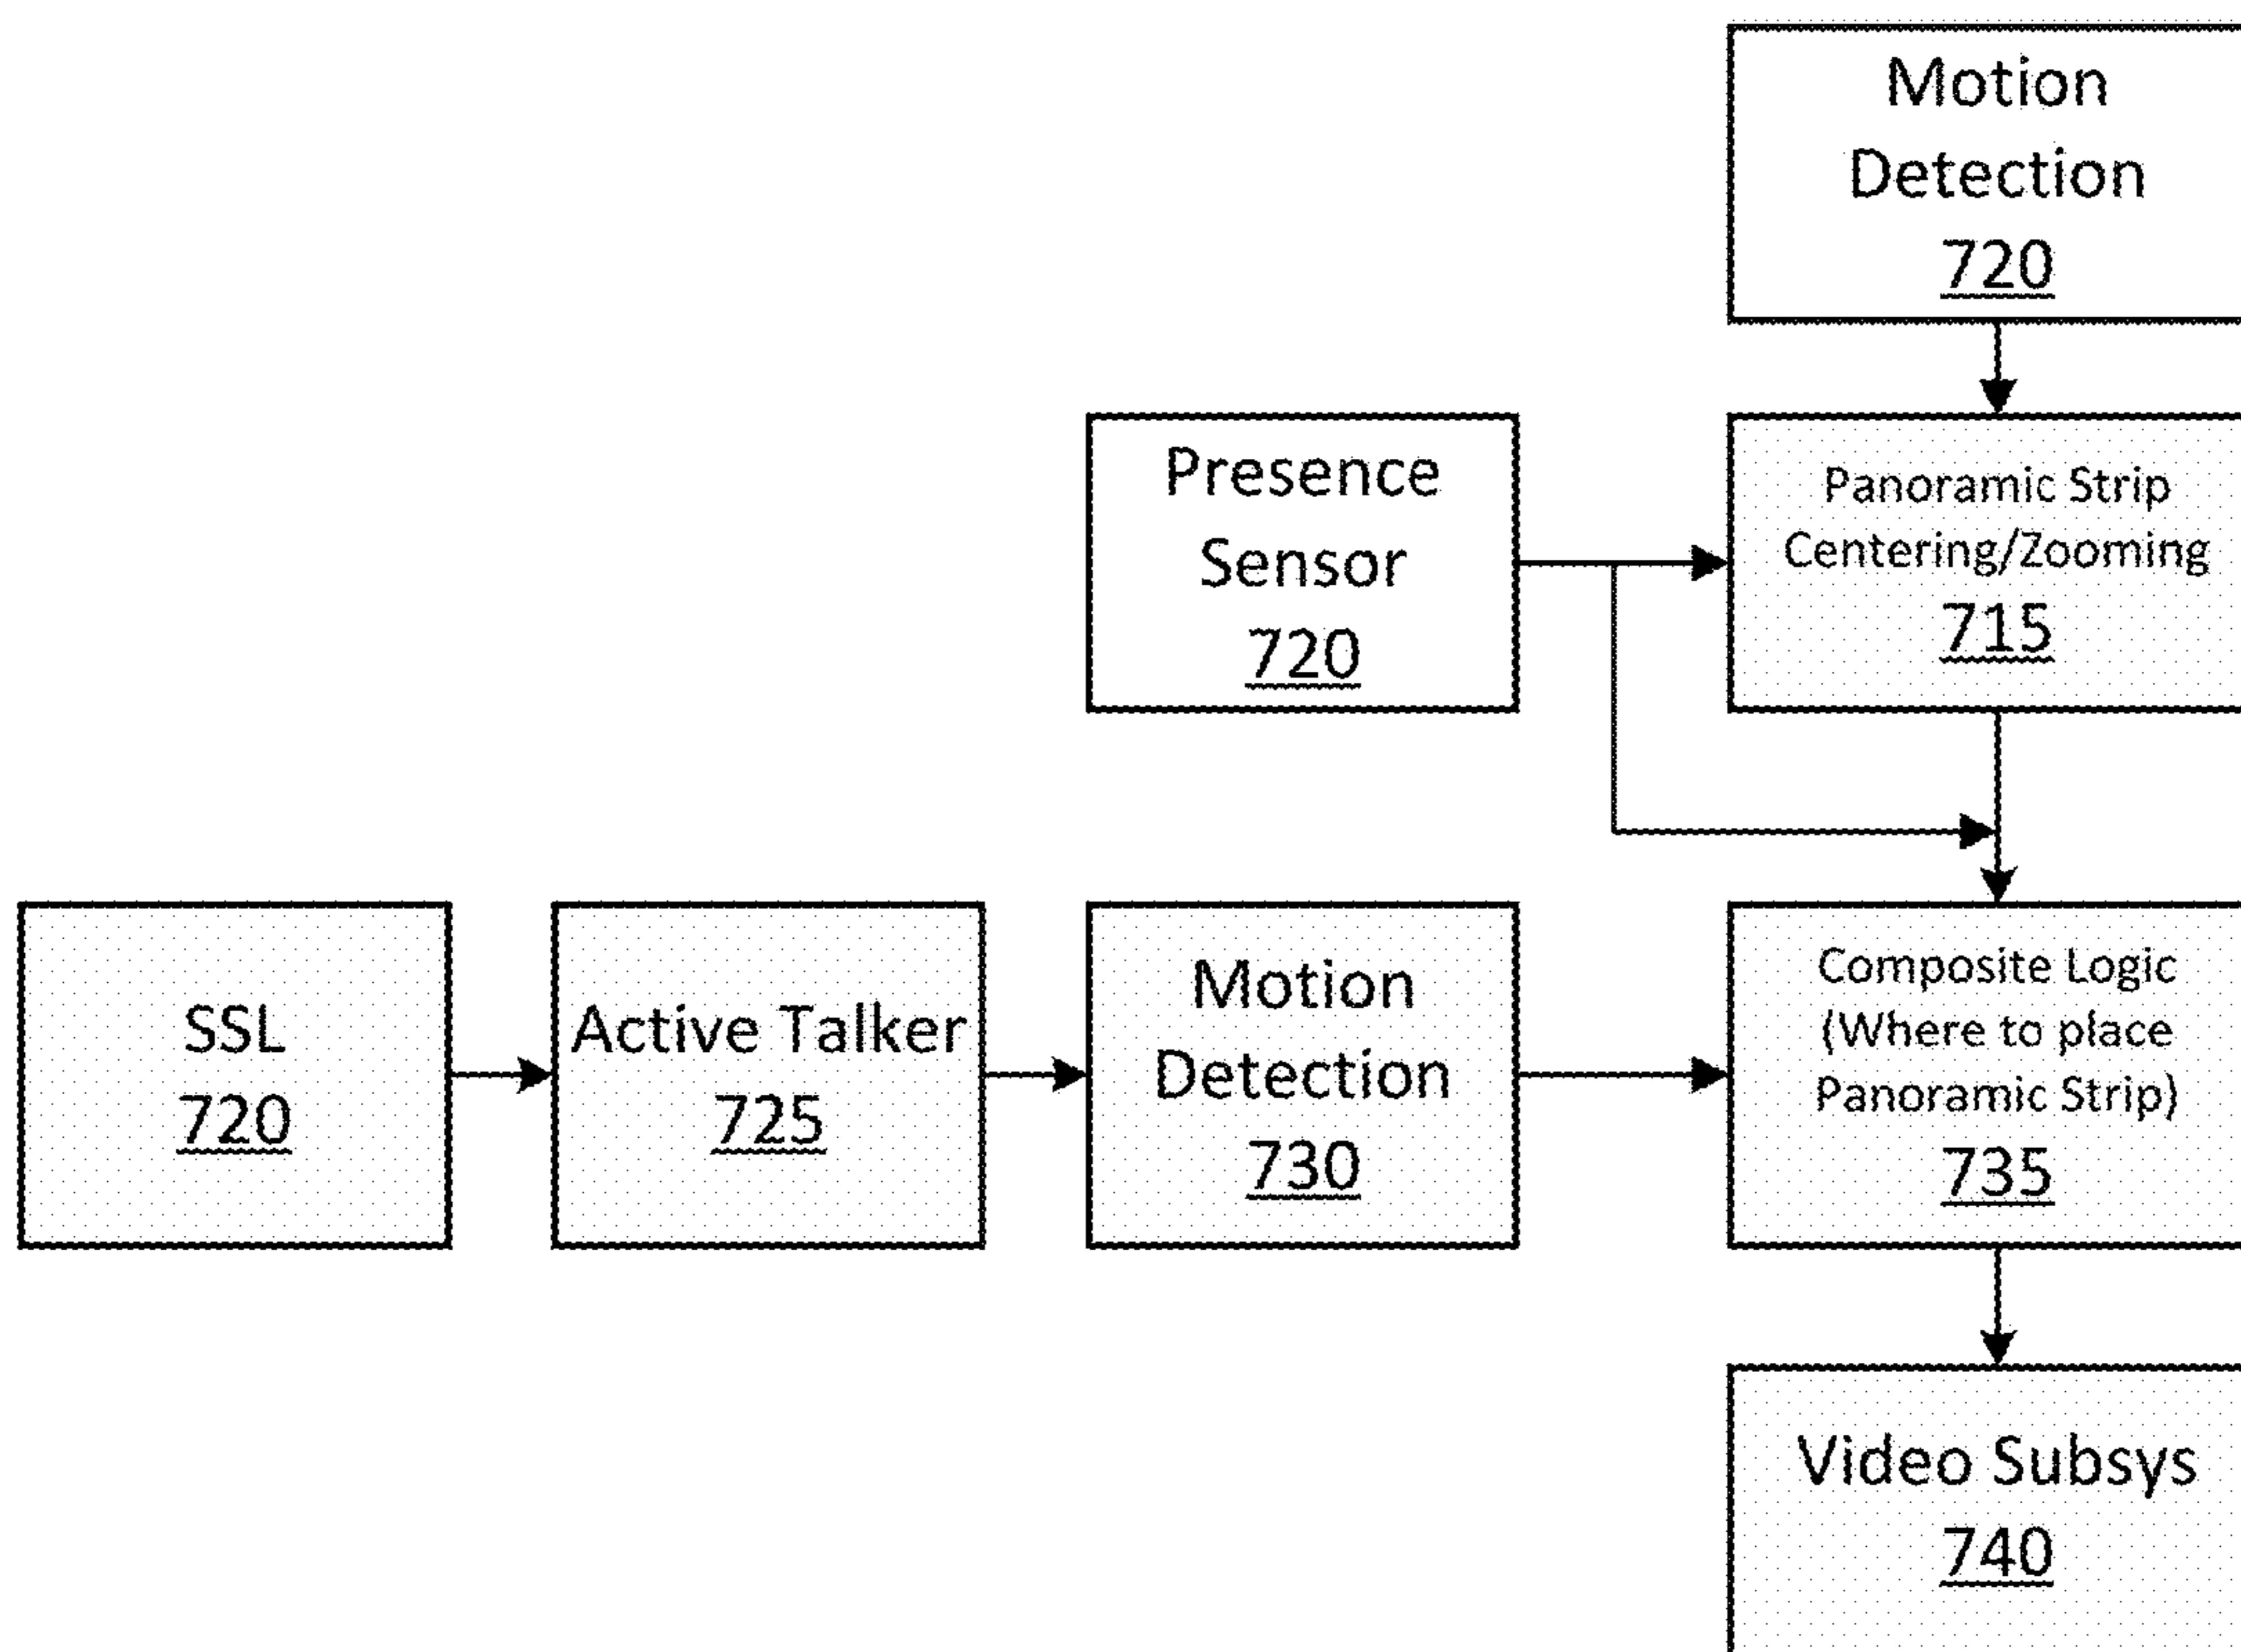 Motion
Detection
720
Presence
Sensor
720
Panoramic Strip
Centering/Zooming
715
SSL
720
Active Talker
725
Motion
Detection
730
Composite Logic
(Where to place
Panoramic Strip)
735
Video Subsys
740